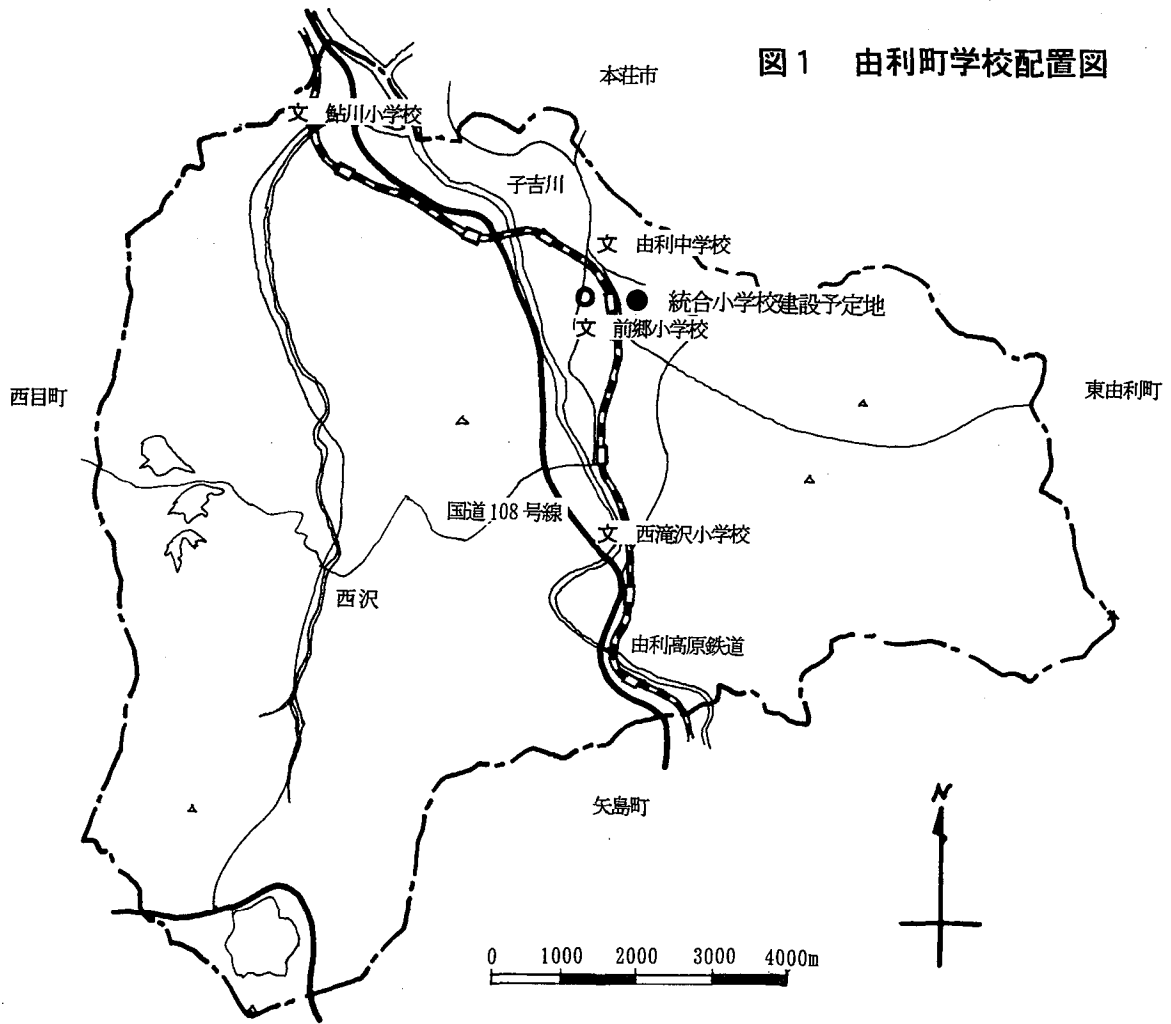 図1 由利町学校配置図
本荘市
文 鮎川小学校
子吉川
文 由利中学校
統合小学校建設予定地
文 前郷小学校
西目町
東由利町
国道108号線
文 西滝沢小学校
西沢
由利高原鉄道
矢島町
N
0 1000 2000 3000 4000m